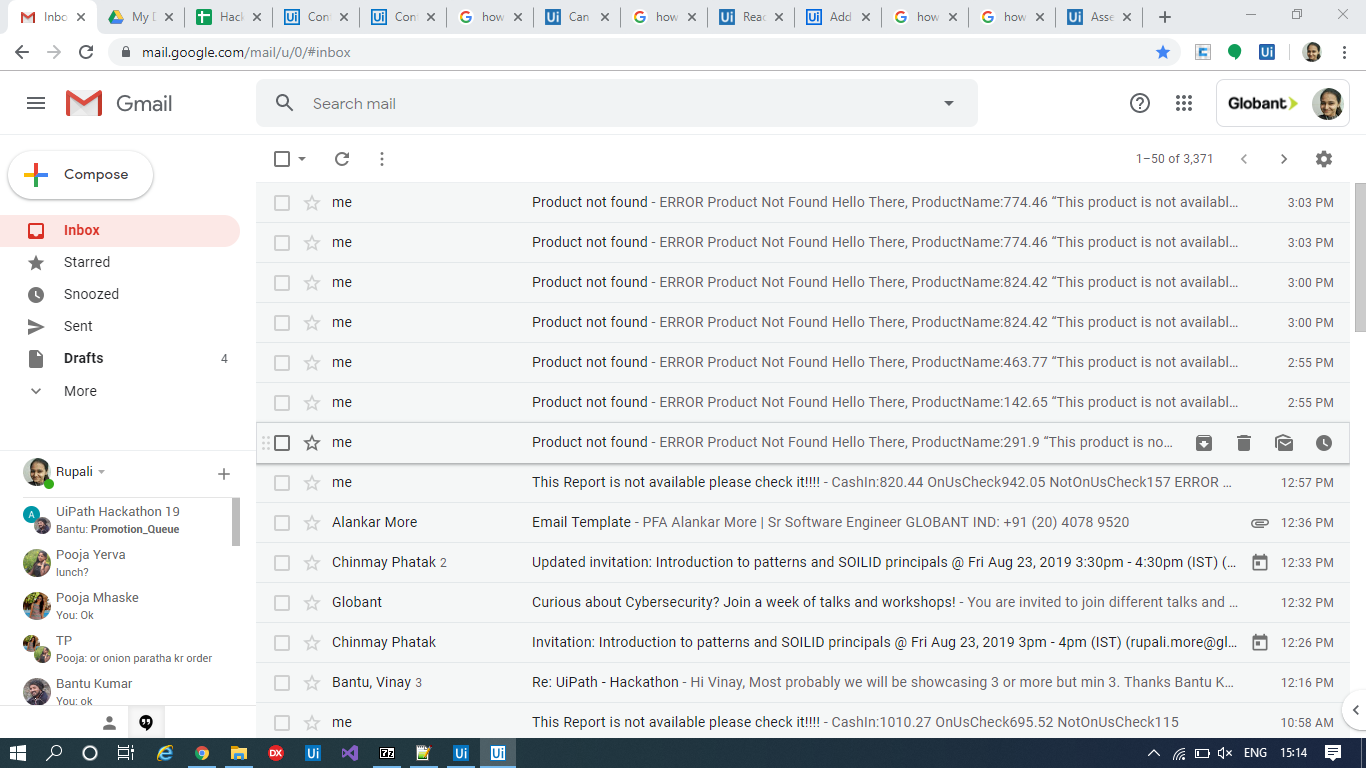 Inbo
My D
Hack
Cont
Com
how
Can
how
Reac
Add
how
how
Asse
mail.google.com/mail/u/0/#inbox
Gmail
Search mail
Globant
Compose
1–50 of 3,371
Inbox
Starred
Snoozed
Sent
Drafts 4
More
me Product not found - ERROR Product Not Found Hello There, ProductName:774.46 “This product is not availabl... 3:03 PM
me Product not found - ERROR Product Not Found Hello There, ProductName:774.46 “This product is not availabl... 3:03 PM
me Product not found - ERROR Product Not Found Hello There, ProductName:824.42 “This product is not availabl... 3:00 PM
me Product not found - ERROR Product Not Found Hello There, ProductName:824.42 “This product is not availabl... 3:00 PM
me Product not found - ERROR Product Not Found Hello There, ProductName:463.77 “This product is not availabl... 2:55 PM
me Product not found - ERROR Product Not Found Hello There, ProductName:142.65 “This product is not availabl... 2:55 PM
me Product not found - ERROR Product Not Found Hello There, ProductName:291.9 “This product is no...
me This Report is not available please check it!!!! - CashIn:820.44 OnUsCheck942.05 NotOnUsCheck157 ERROR ... 12:57 PM
Alankar More Email Template - PFA Alankar More | Sr Software Engineer GLOBANT IND: +91 (20) 4078 9520 12:36 PM
Chinmay Phatak 2 Updated invitation: Introduction to patterns and SOILID principals @ Fri Aug 23, 2019 3:30pm - 4:30pm (IST) (... 12:33 PM
Globant Curious about Cybersecurity? Join a week of talks and workshops! - You are invited to join different talks and ... 12:32 PM
Chinmay Phatak Invitation: Introduction to patterns and SOILID principals @ Fri Aug 23, 2019 3pm - 4pm (IST) (rupali.more@gl... 12:26 PM
Bantu, Vinay 3 Re: UiPath - Hackathon - Hi Vinay, Most probably we will be showcasing 3 or more but min 3. Thanks Bantu K... 12:16 PM
me This Report is not available please check it!!!! - CashIn:1010.27 OnUsCheck695.52 NotOnUsCheck115 10:58 AM
Rupali
A
UiPath Hackathon 19
Bantu: Promotion_Queue
Pooja Yerva
lunch?
Pooja Mhaske
You: Ok
TP
Pooja: or onion paratha kr order
Bantu Kumar
You: ok
DX
Ui
Ui
Ui
ENG
15:14